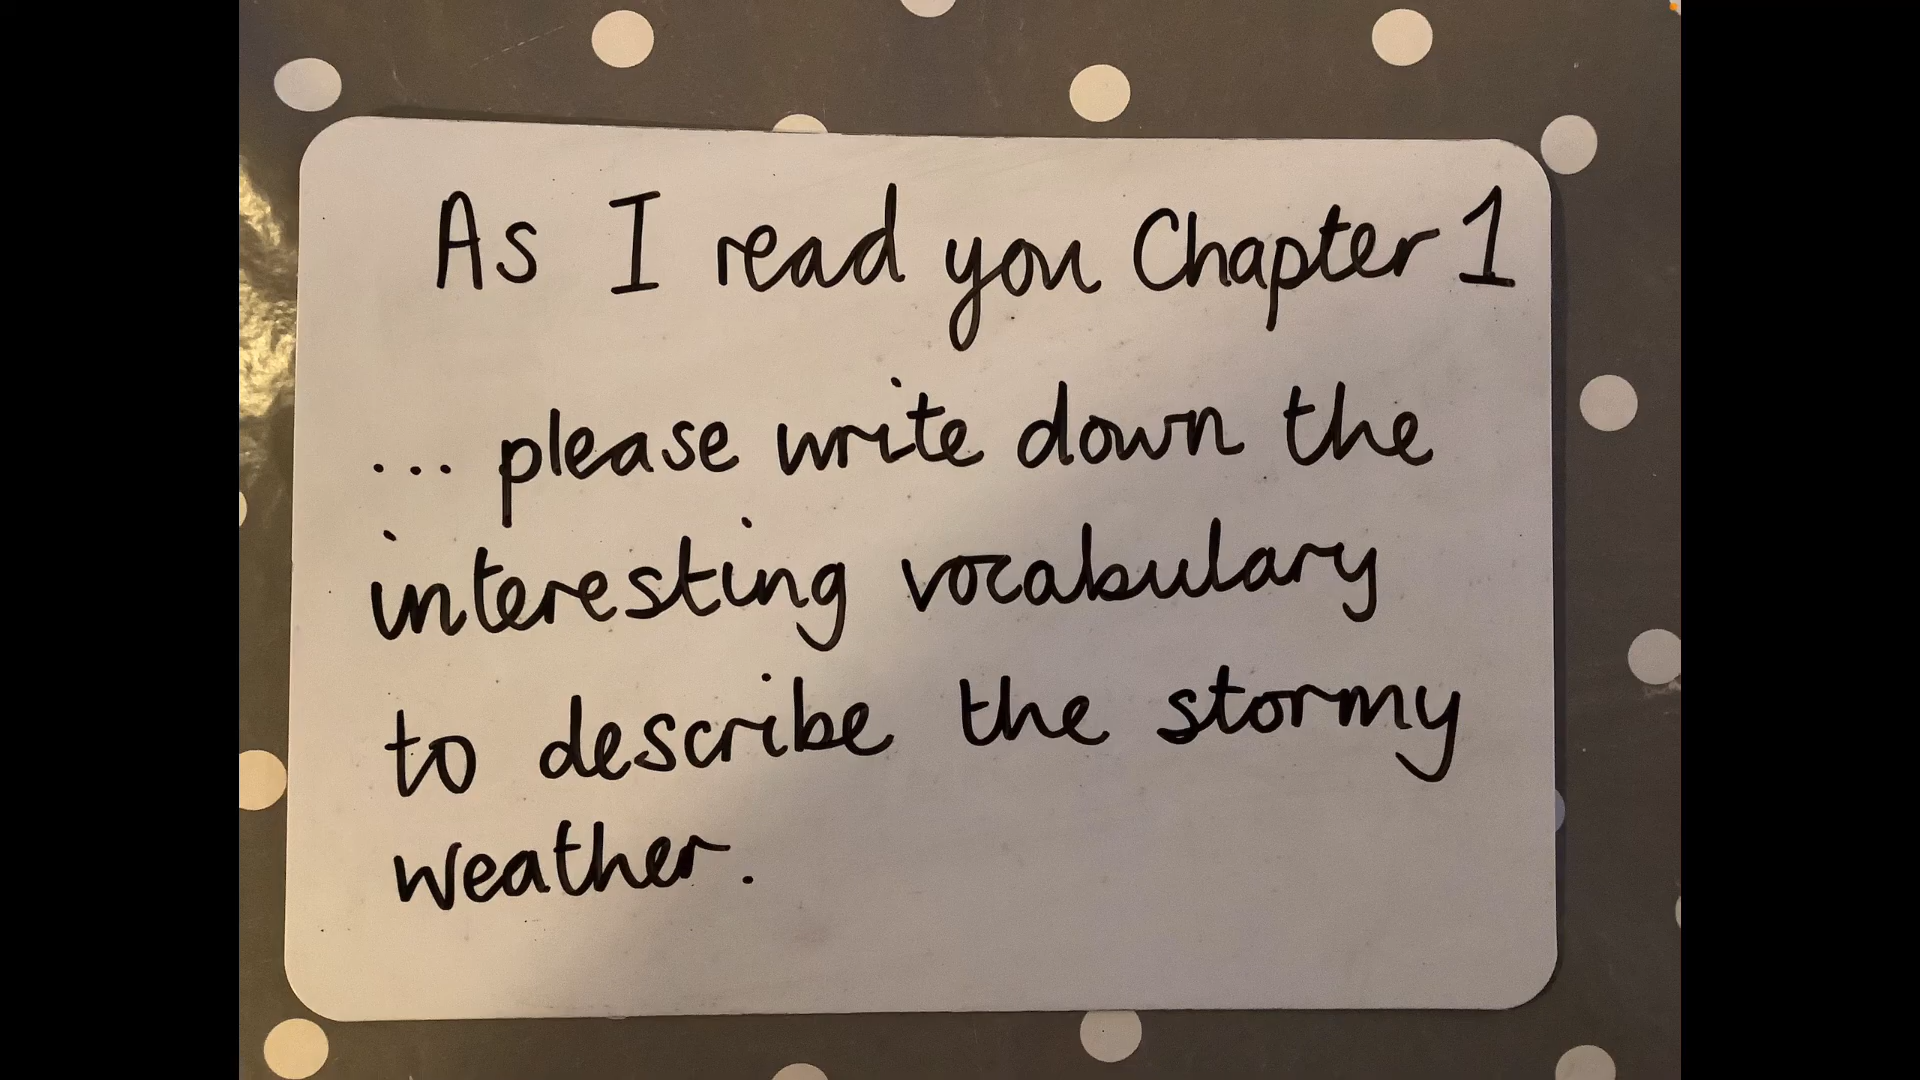 As I read you Chapter 1
... please write down the
interesting vocabulary
to describe the stormy
weather.